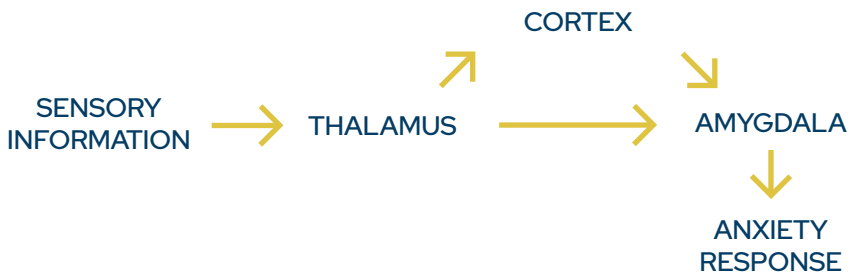 CORTEX
SENSORY
INFORMATION
THALAMUS
AMYGDALA
ANXIETY
RESPONSE